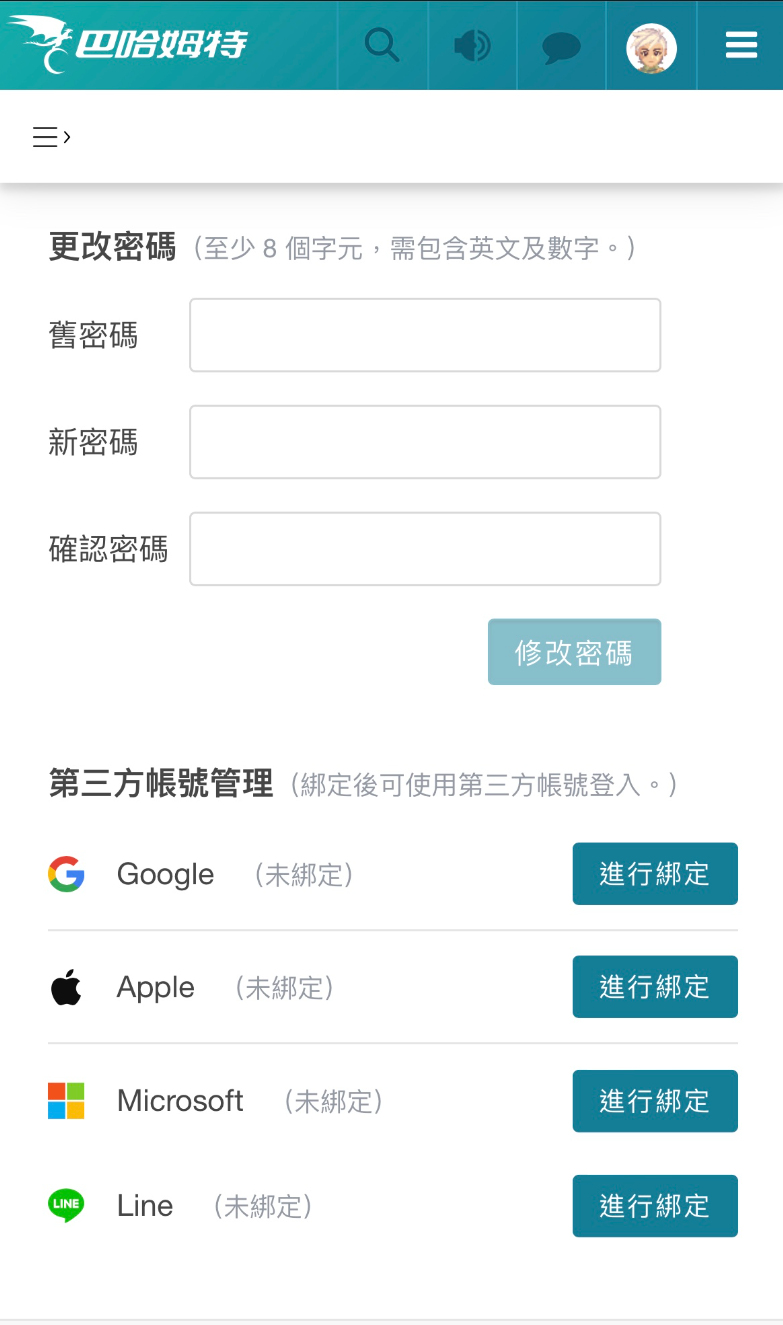 巴哈姆特
更改密碼（至少 8 個字元，需包含英文及數字。）
舊密碼
新密碼
確認密碼
修改密碼
第三方帳號管理（綁定後可使用第三方帳號登入。）
Google （未綁定） 進行綁定
Apple （未綁定） 進行綁定
Microsoft （未綁定） 進行綁定
LINE Line （未綁定） 進行綁定